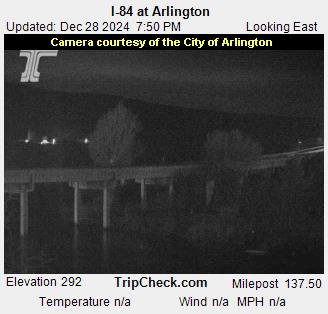 I-84 at Arlington
Updated: Dec 28 2024 7:50 PM Looking East
Camera courtesy of the City of Arlington
Elevation 292 TripCheck.com Milepost 137.50
Temperature n/a Wind n/a MPH n/a